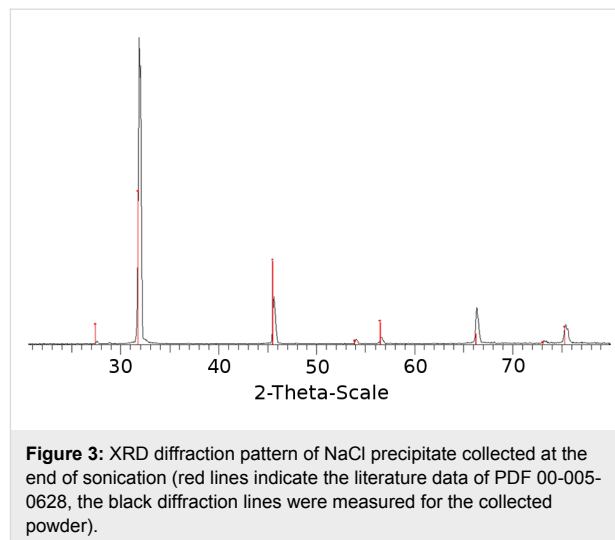 30 40 50 60 70
2-Theta-Scale
Figure 3: XRD diffraction pattern of NaCl precipitate collected at the
end of sonication (red lines indicate the literature data of PDF 00-005-
0628, the black diffraction lines were measured for the collected
powder).